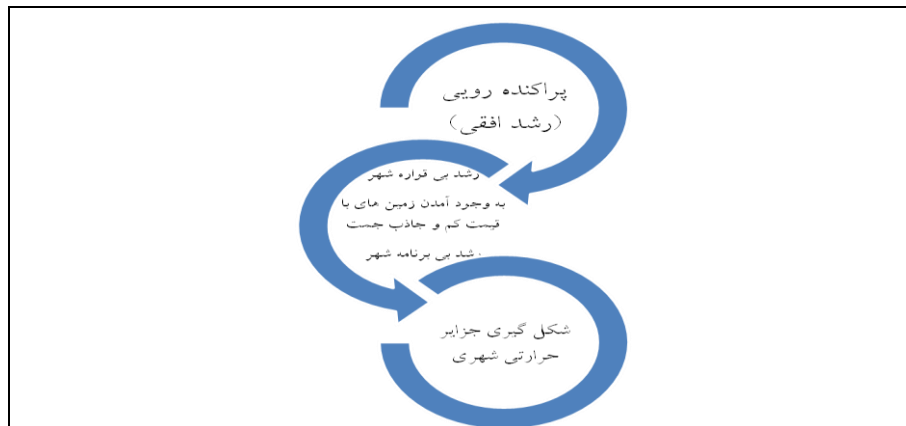 پراکنده رویی
(رشد افقی)
رشد بی قواره شهر
به وجود آمدن زمین های با
قیمت کم و جاذب جست
رشد بی برنامه شهر
شکل گیری جزایر
حرارتی شهری